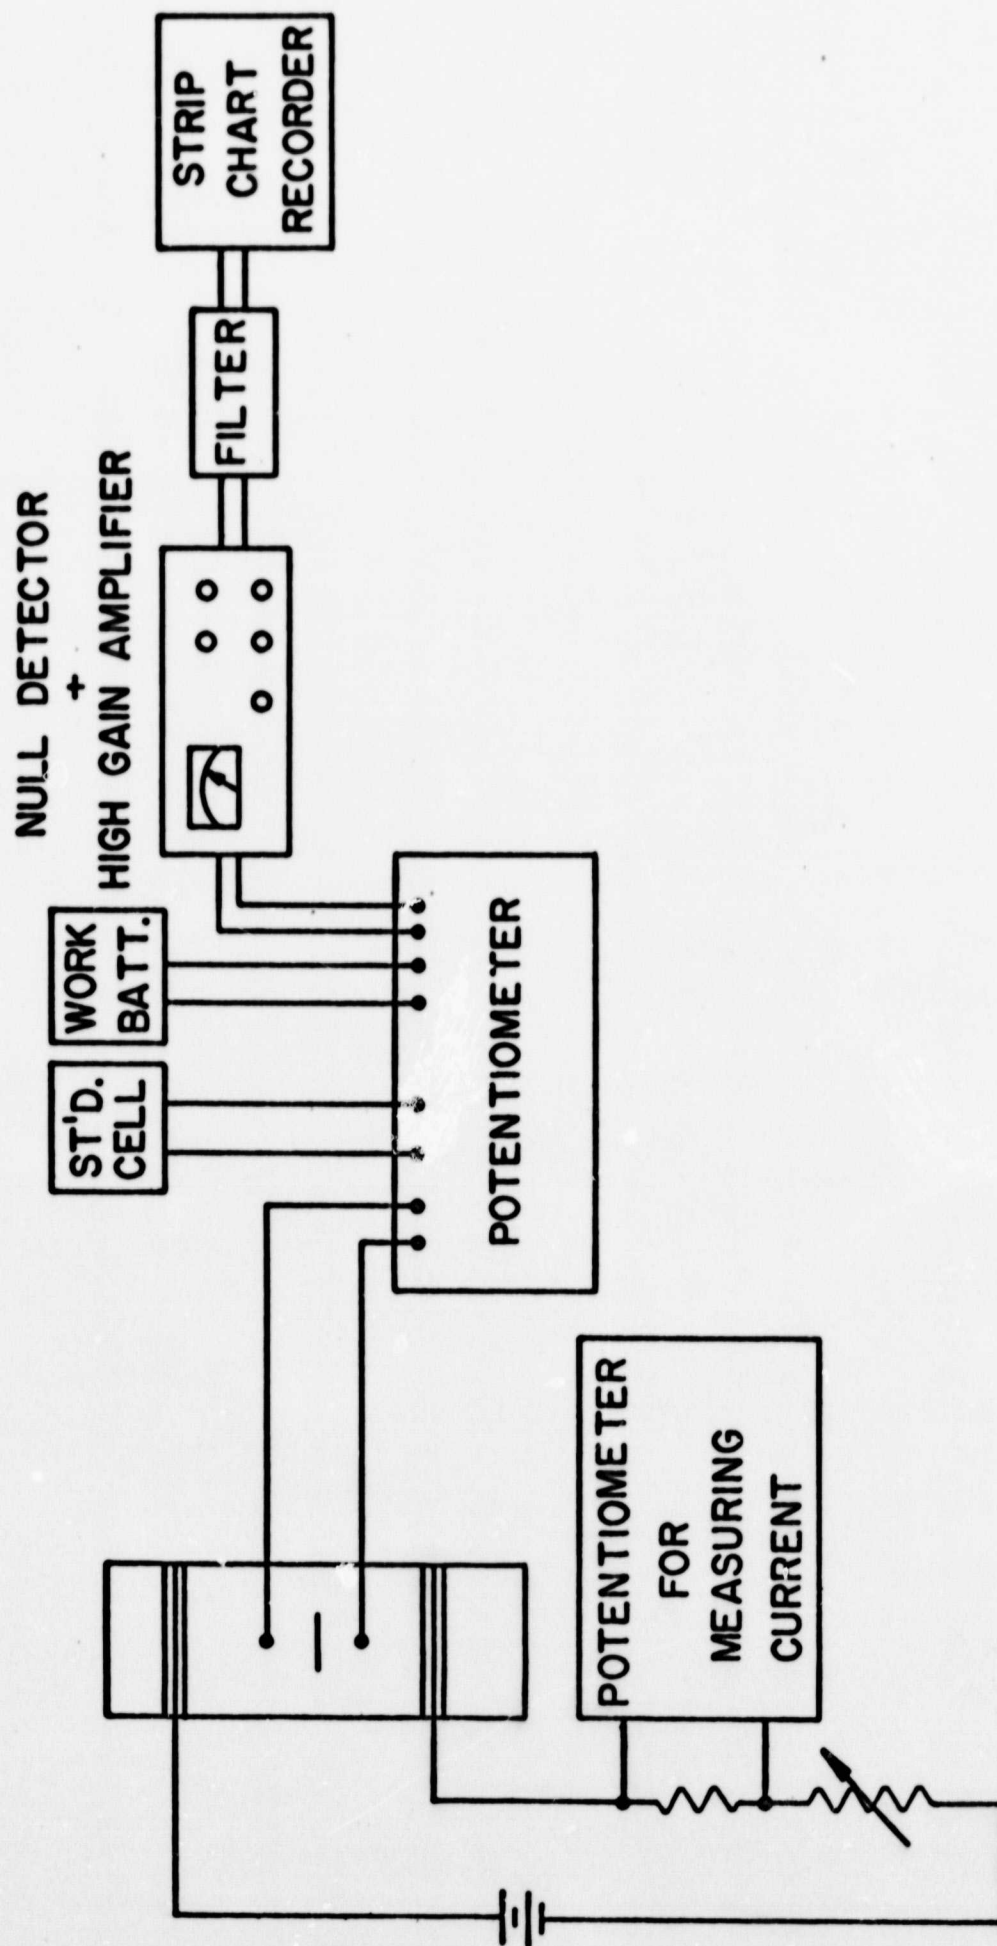 NULL DETECTOR
+
HIGH GAIN AMPLIFIER
STRIP
CHART
RECORDER
FILTER
WORK
BATT.
ST'D.
CELL
POTENTIOMETER
POTENTIOMETER
FOR
MEASURING
CURRENT